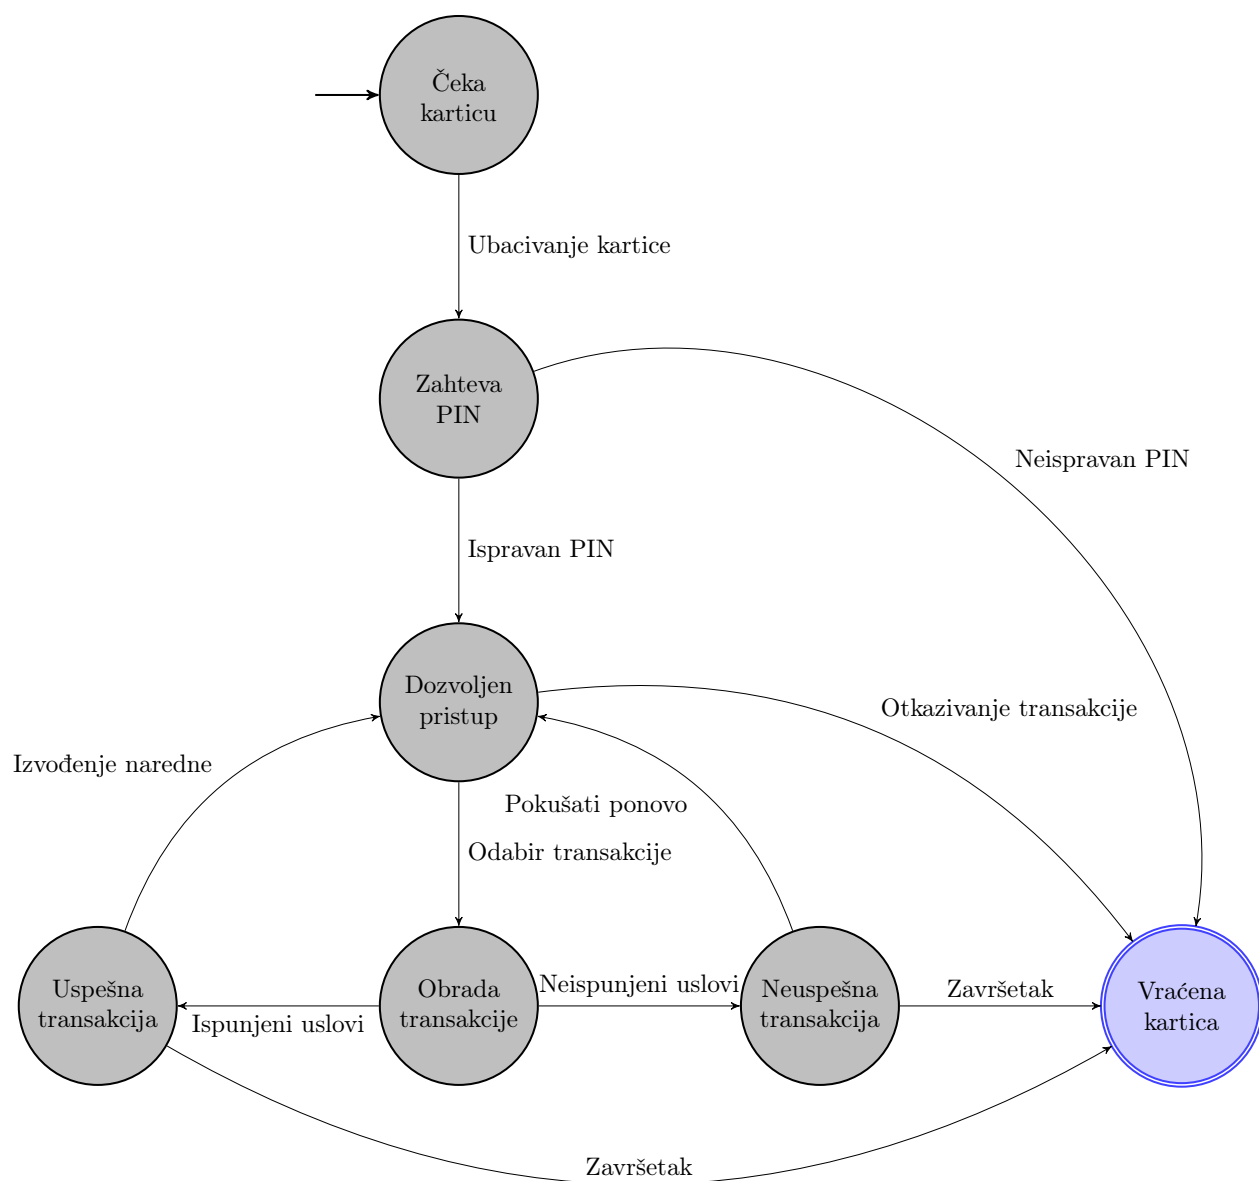 Čeka
karticu
Ubacivanje kartice
Zahteva
PIN
Neispravan PIN
Ispravan PIN
Dozvoljen
pristup
Otkazivanje transakcije
Izvođenje naredne
Pokušati ponovo
Odabir transakcije
Uspešna
transakcija
Ispunjeni uslovi
Obrada
transakcije
Neispunjeni uslovi
Neuspešna
transakcija
Završetak
Vraćena
kartica
Završetak